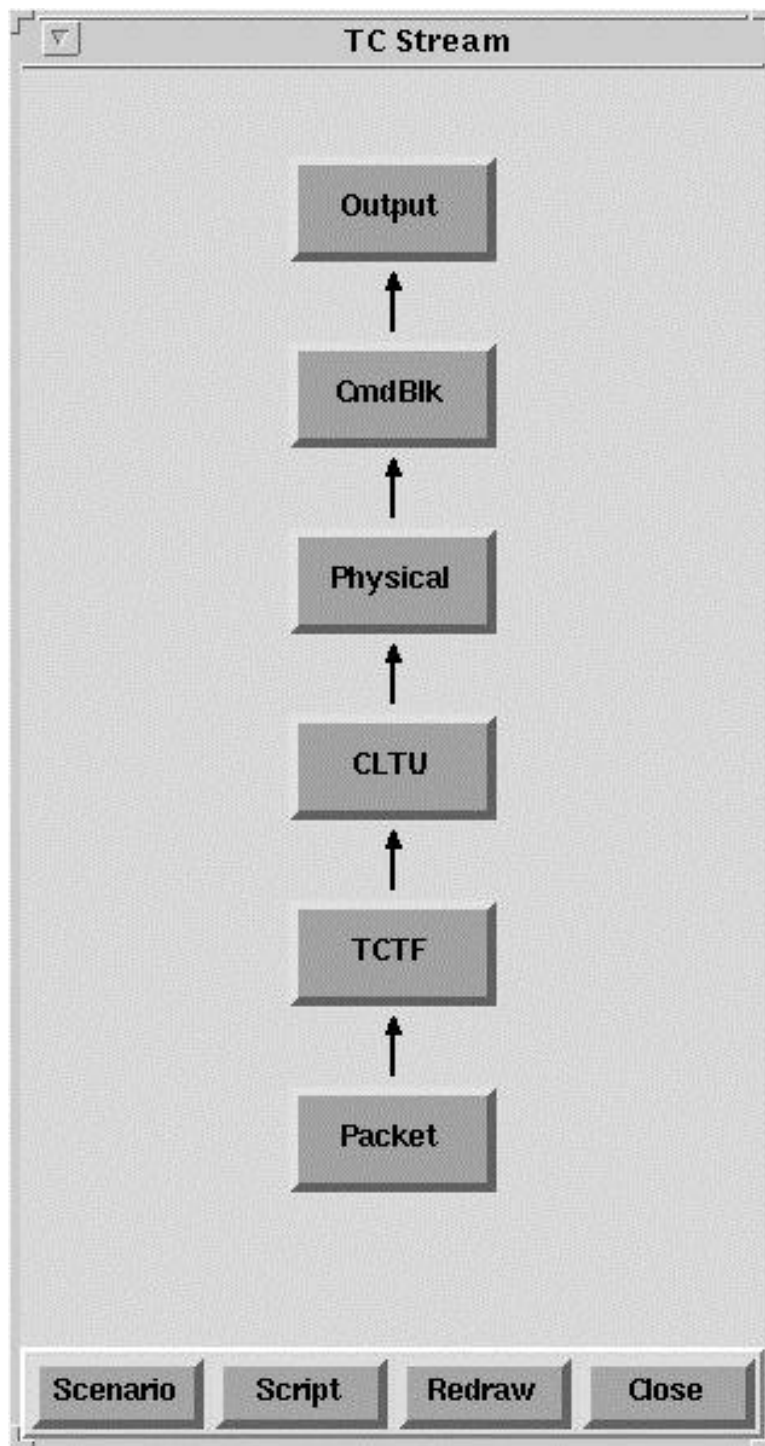 TC Stream
Output
CmdBlk
Physical
CLTU
TCTF
Packet
Scenario Script Redraw Close